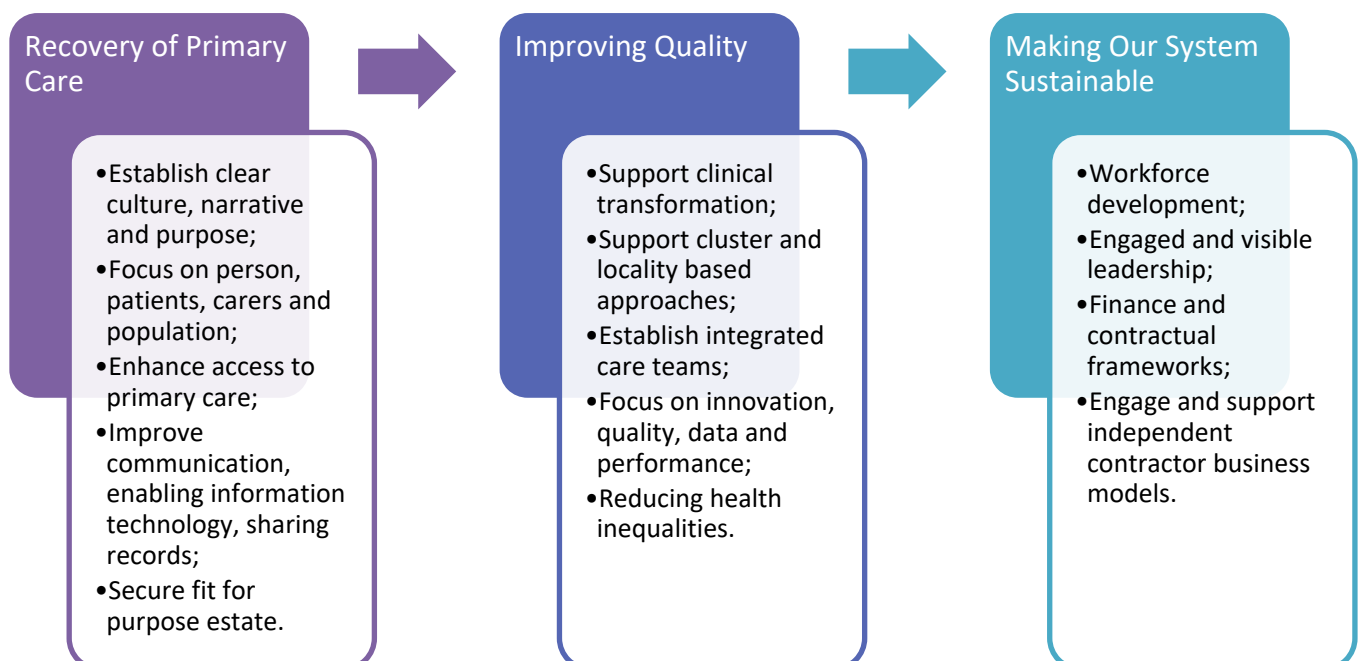 Recovery of Primary
Care
•Establish clear
culture, narrative
and purpose;
•Focus on person,
patients, carers and
population;
•Enhance access to
primary care;
•Improve
communication,
enabling information
technology, sharing
records;
•Secure fit for
purpose estate.
Improving Quality
•Support clinical
transformation;
•Support cluster and
locality based
approaches;
•Establish integrated
care teams;
•Focus on innovation,
quality, data and
performance;
•Reducing health
inequalities.
Making Our System
Sustainable
•Workforce
development;
•Engaged and visible
leadership;
•Finance and
contractual
frameworks;
•Engage and support
independent
contractor business
models.